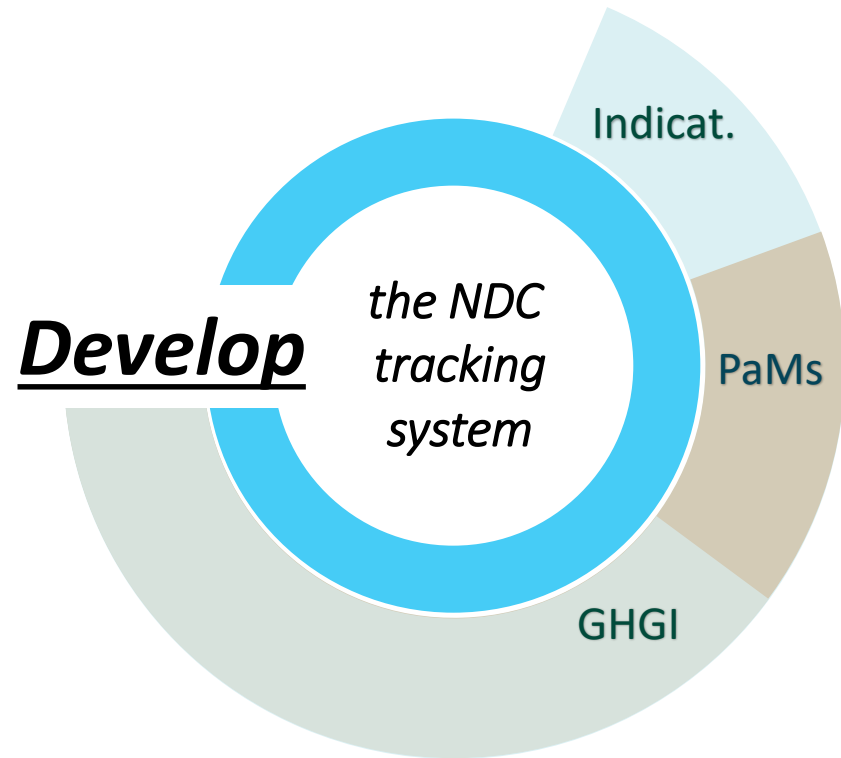 Develop
the NDC
tracking
system
Indicat.
PaMs
GHGI